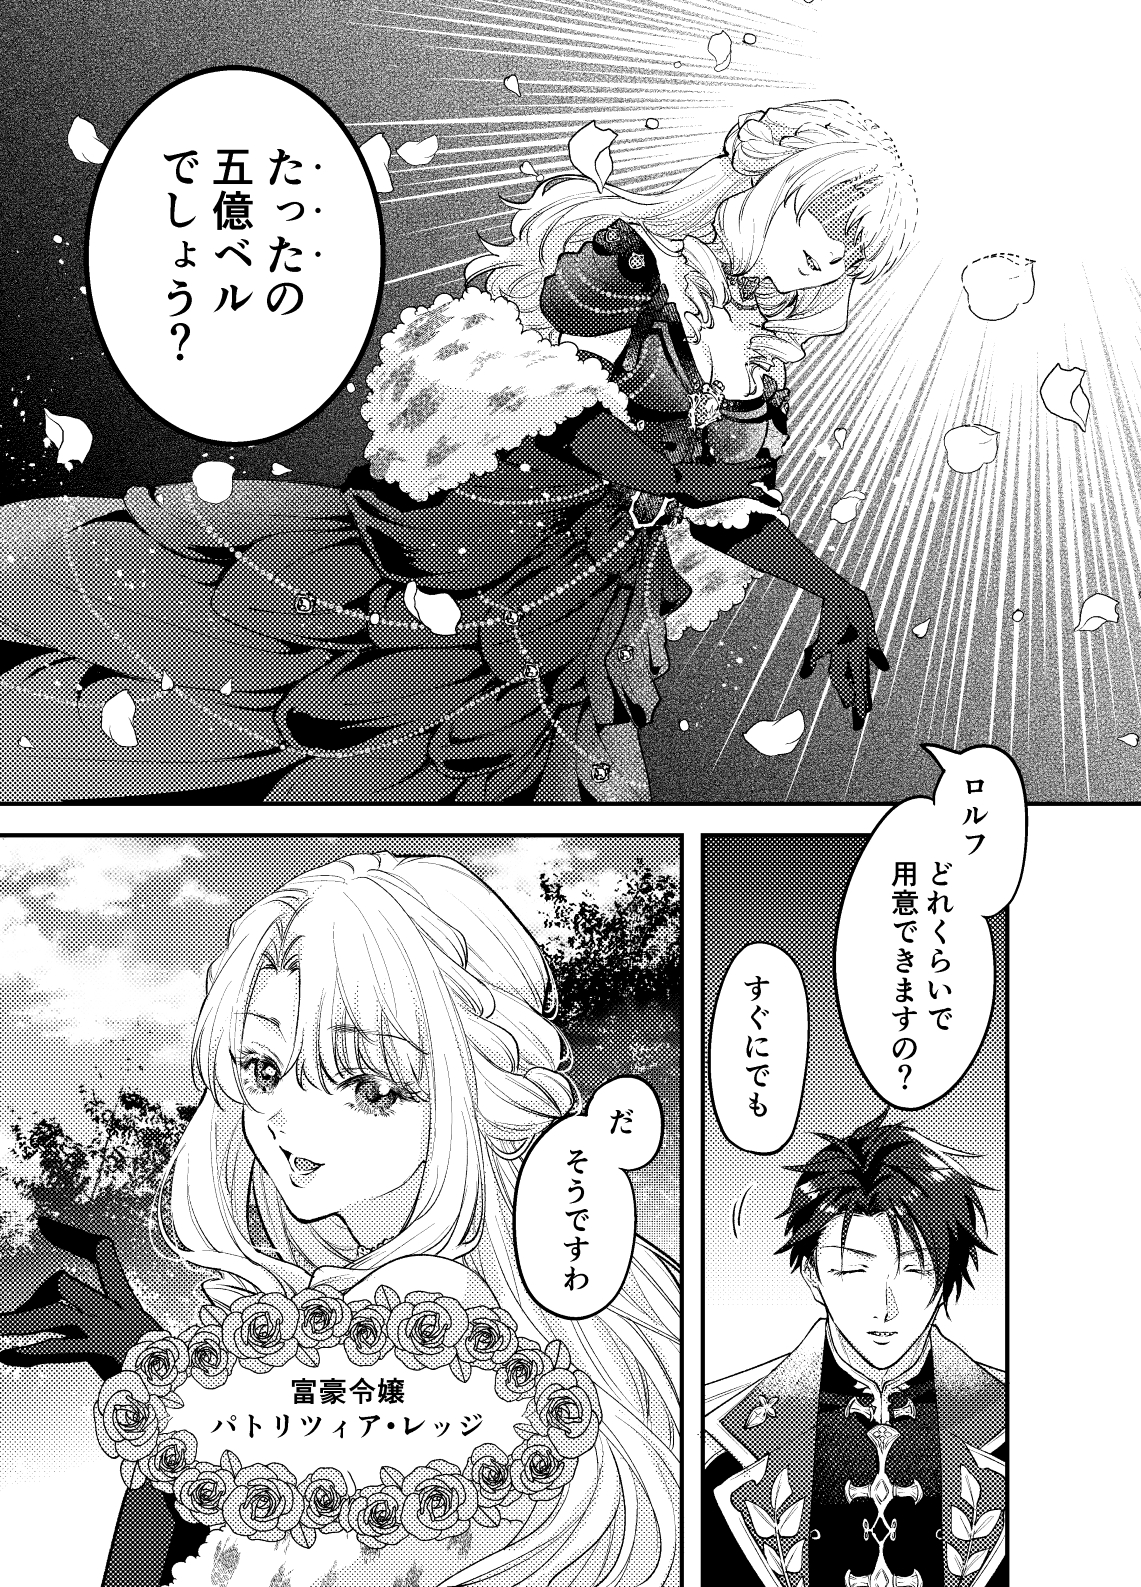 たったの
五億ベル
でしょう？
ロルフ
どれくらいで
用意できますの？
すぐにでも
だ
そうですわ
富豪令嬢
パトリツィア・レッジ